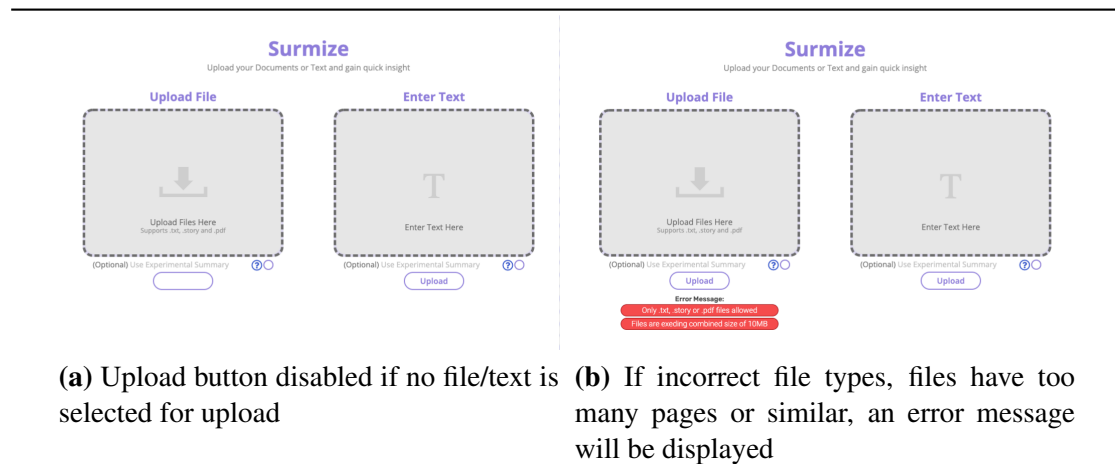 Surmize
Upload your Documents or Text and gain quick insight
Upload File
Enter Text
Upload Files Here
Supports .txt, .story and .pdf
T
Enter Text Here
(Optional) Use Experimental Summary ?
(Optional) Use Experimental Summary ?
Upload
Surmize
Upload your Documents or Text and gain quick insight
Upload File
Enter Text
Upload Files Here
Supports .txt, .story and .pdf
T
Enter Text Here
(Optional) Use Experimental Summary ?
(Optional) Use Experimental Summary ?
Upload
Upload
Error Message:
Only .txt, .story or .pdf files allowed
Files are exeding combined size of 10MB
(a) Upload button disabled if no file/text is
selected for upload
(b) If incorrect file types, files have too
many pages or similar, an error message
will be displayed